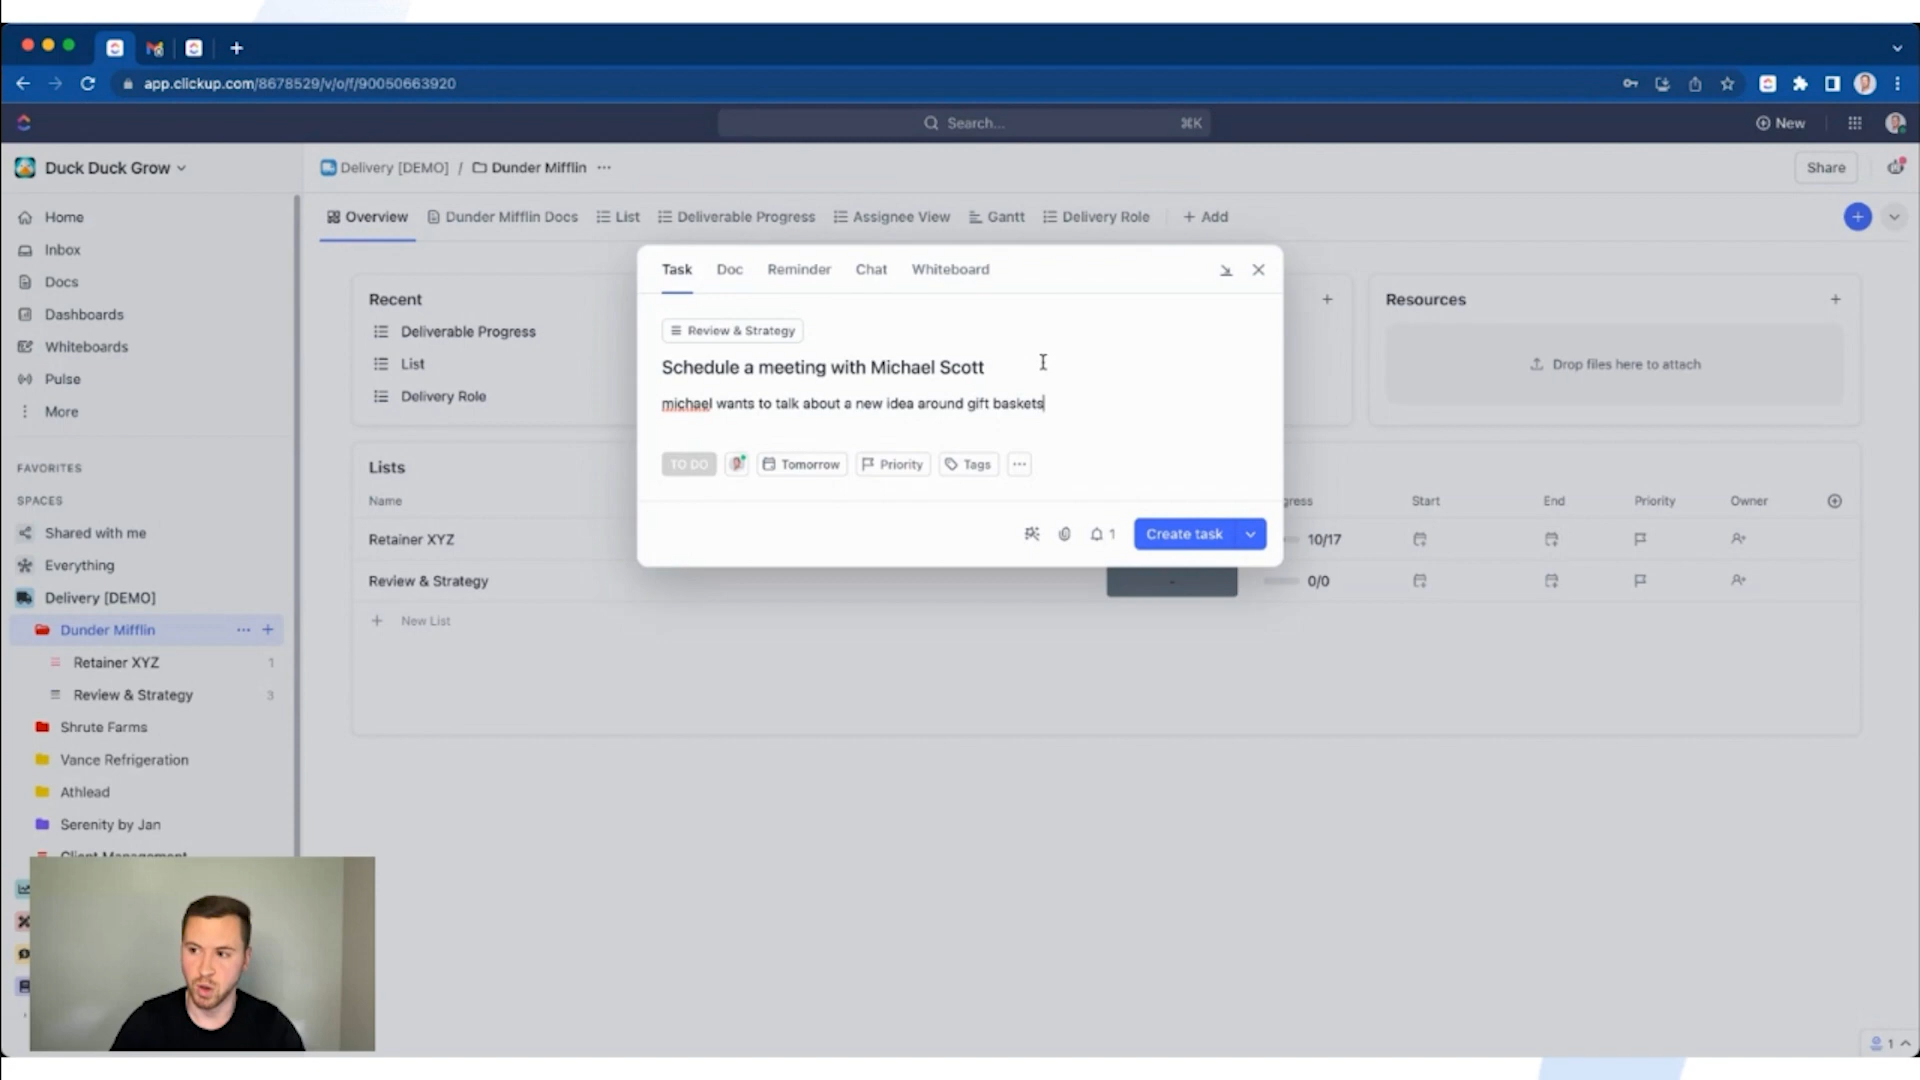 app.clickup.com/8678529/v/o/f/90050663920
Search...
⌘K
New
Duck Duck Grow
Delivery [DEMO] / Dunder Mifflin ...
Share
Home
Inbox
Docs
Dashboards
Whiteboards
Pulse
More
FAVORITES
SPACES
Shared with me
Everything
Delivery [DEMO]
Dunder Mifflin
Retainer XYZ 1
Review & Strategy 3
Shrute Farms
Vance Refrigeration
Athlead
Serenity by Jan
Client Management
Overview Dunder Mifflin Docs List Deliverable Progress Assignee View Gantt Delivery Role + Add
Recent
Deliverable Progress
List
Delivery Role
Resources
Drop files here to attach
Task Doc Reminder Chat Whiteboard
Review & Strategy
Schedule a meeting with Michael Scott
michael wants to talk about a new idea around gift baskets
TO DO Tomorrow Priority Tags
1 Create task
Lists
Name Start End Priority Owner
Retainer XYZ 10/17
Review & Strategy - 0/0
+ New List
1